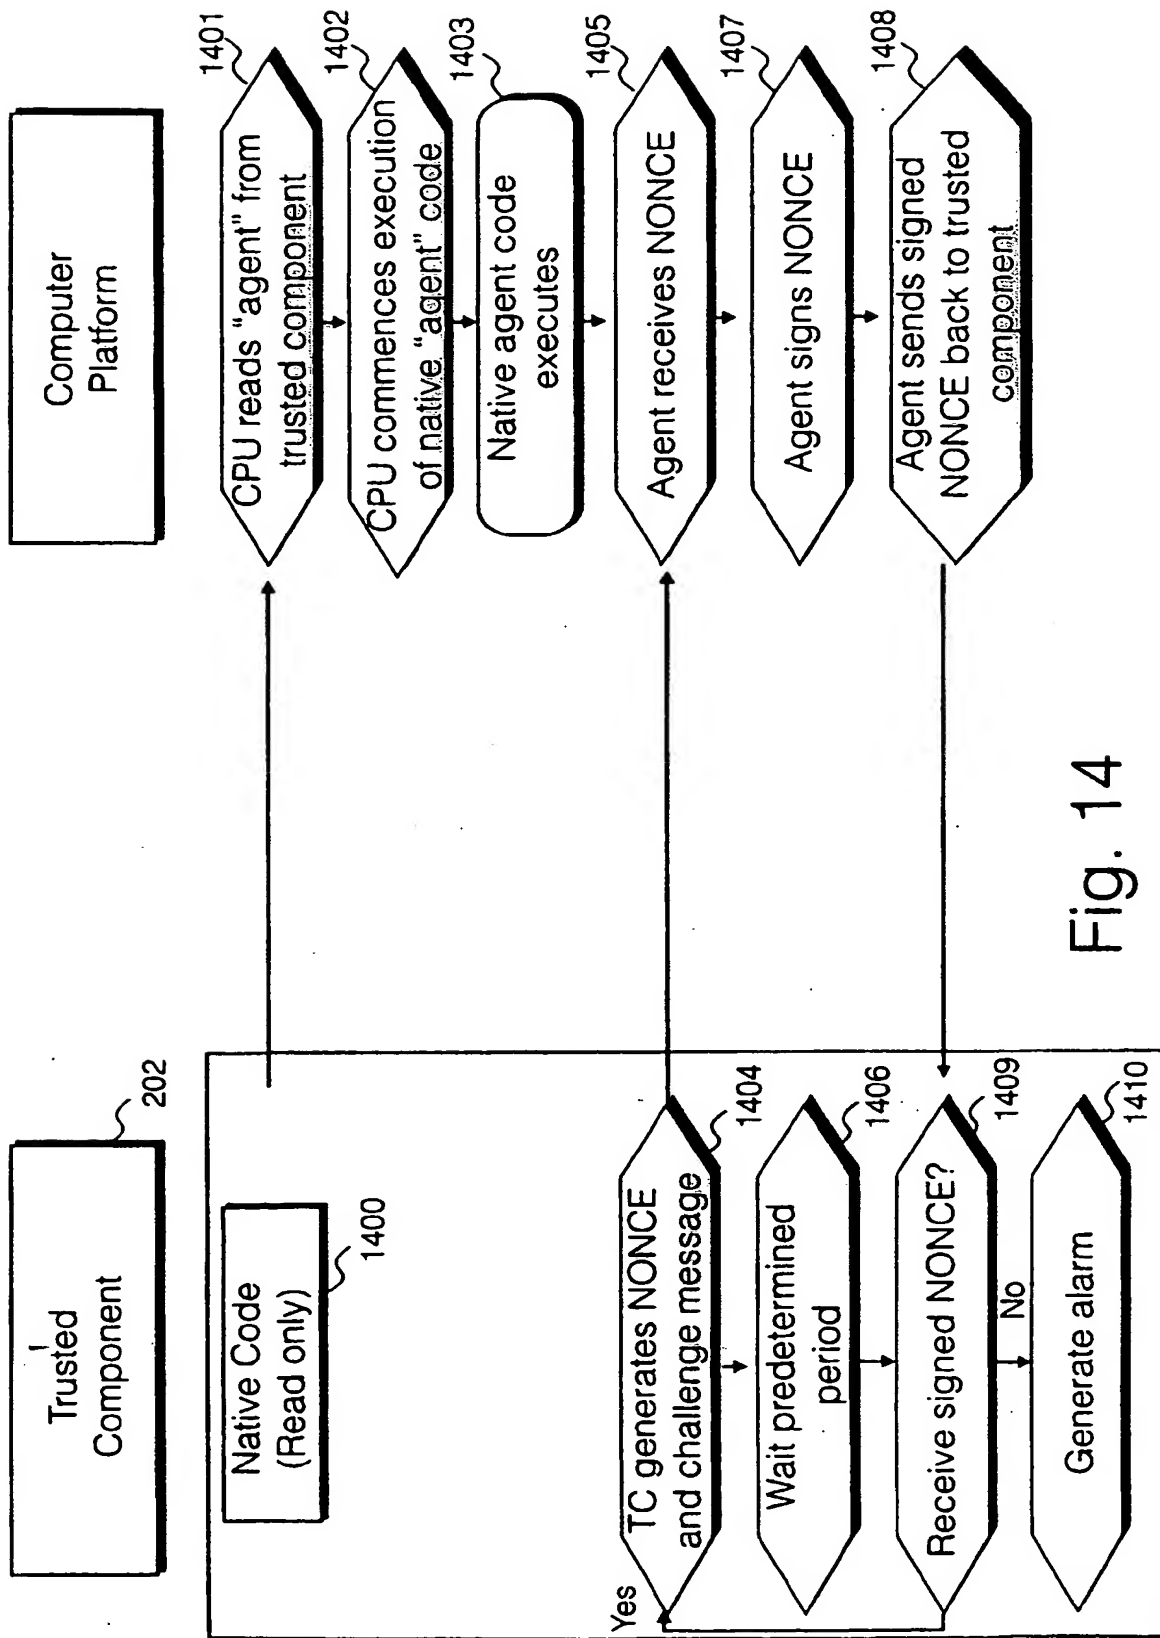 Trusted
Component
202
Native Code
(Read only)
1400
Yes
TC generates NONCE
and challenge message
1404
Wait predetermined
period
1406
Receive signed NONCE?
1409
No
Generate alarm
1410
Computer
Platform
CPU reads "agent" from
trusted component
1401
CPU commences execution
of native "agent" code
1402
Native agent code
executes
1403
Agent receives NONCE
1405
Agent signs NONCE
1407
Agent sends signed
NONCE back to trusted
component
1408
Fig. 14